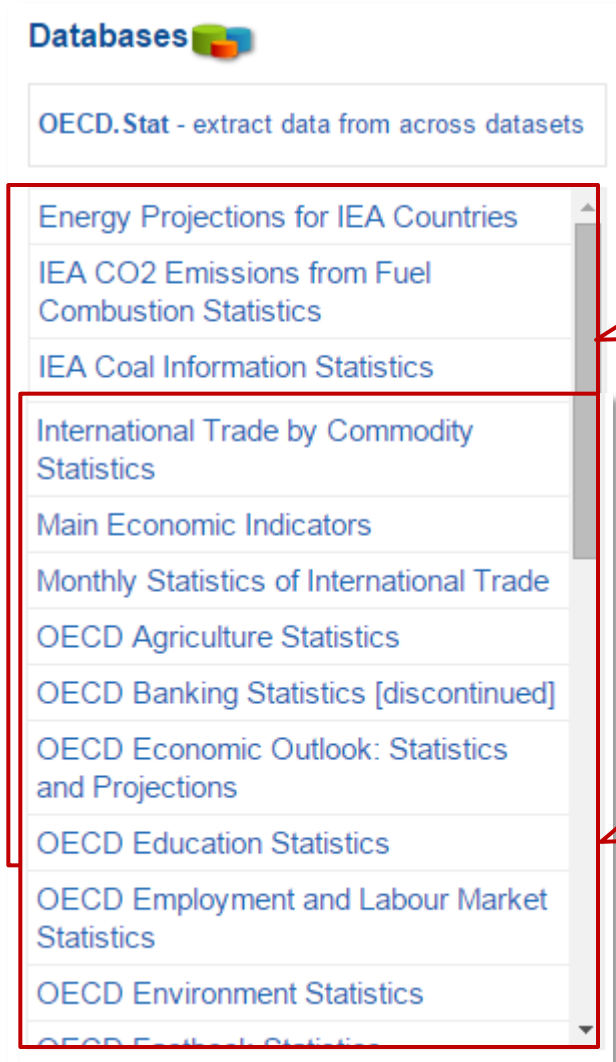 Databases
OECD.Stat - extract data from across datasets
Energy Projections for IEA Countries
IEA CO2 Emissions from Fuel
Combustion Statistics
IEA Coal Information Statistics
International Trade by Commodity
Statistics
Main Economic Indicators
Monthly Statistics of International Trade
OECD Agriculture Statistics
OECD Banking Statistics [discontinued]
OECD Economic Outlook: Statistics
and Projections
OECD Education Statistics
OECD Employment and Labour Market
Statistics
OECD Environment Statistics
OECD Factbook Statistics